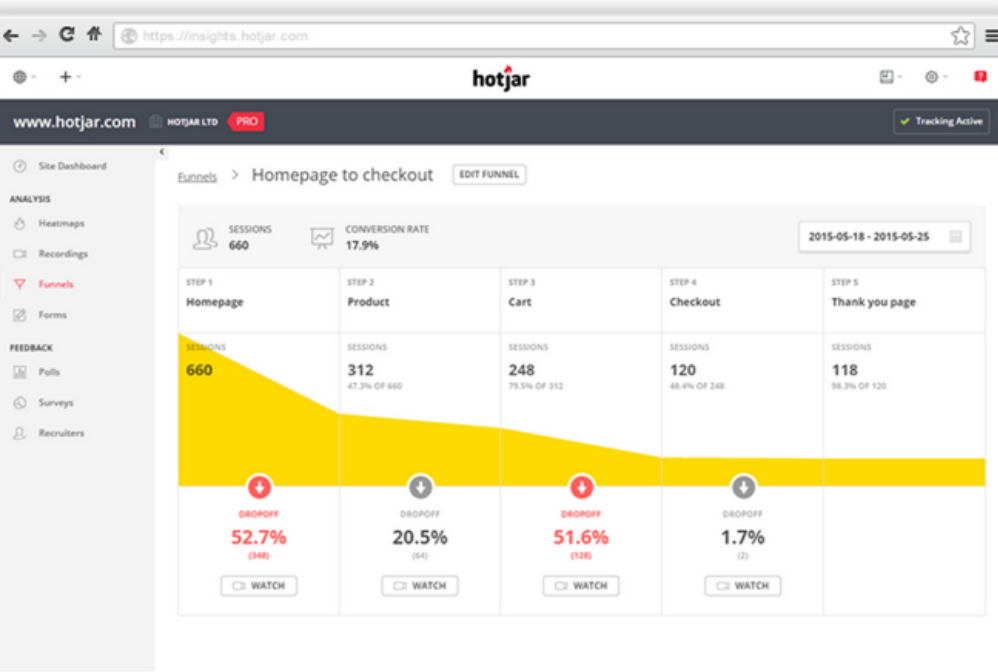 https://insights.hotjar.com
hotjar
www.hotjar.com HOTJAR LTD PRO Tracking Active
Site Dashboard
ANALYSIS
Heatmaps
Recordings
Funnels
Forms
FEEDBACK
Polls
Surveys
Recruiters
Funnels > Homepage to checkout EDIT FUNNEL
SESSIONS
660
CONVERSION RATE
17.9%
2015-05-18 - 2015-05-25
STEP 1
Homepage
SESSIONS
660
DROPOFF
52.7%
(348)
WATCH
STEP 2
Product
SESSIONS
312
47.3% OF 660
DROPOFF
20.5%
(64)
WATCH
STEP 3
Cart
SESSIONS
248
79.5% OF 312
DROPOFF
51.6%
(128)
WATCH
STEP 4
Checkout
SESSIONS
120
48.4% OF 248
DROPOFF
1.7%
(2)
WATCH
STEP 5
Thank you page
SESSIONS
118
98.3% OF 120